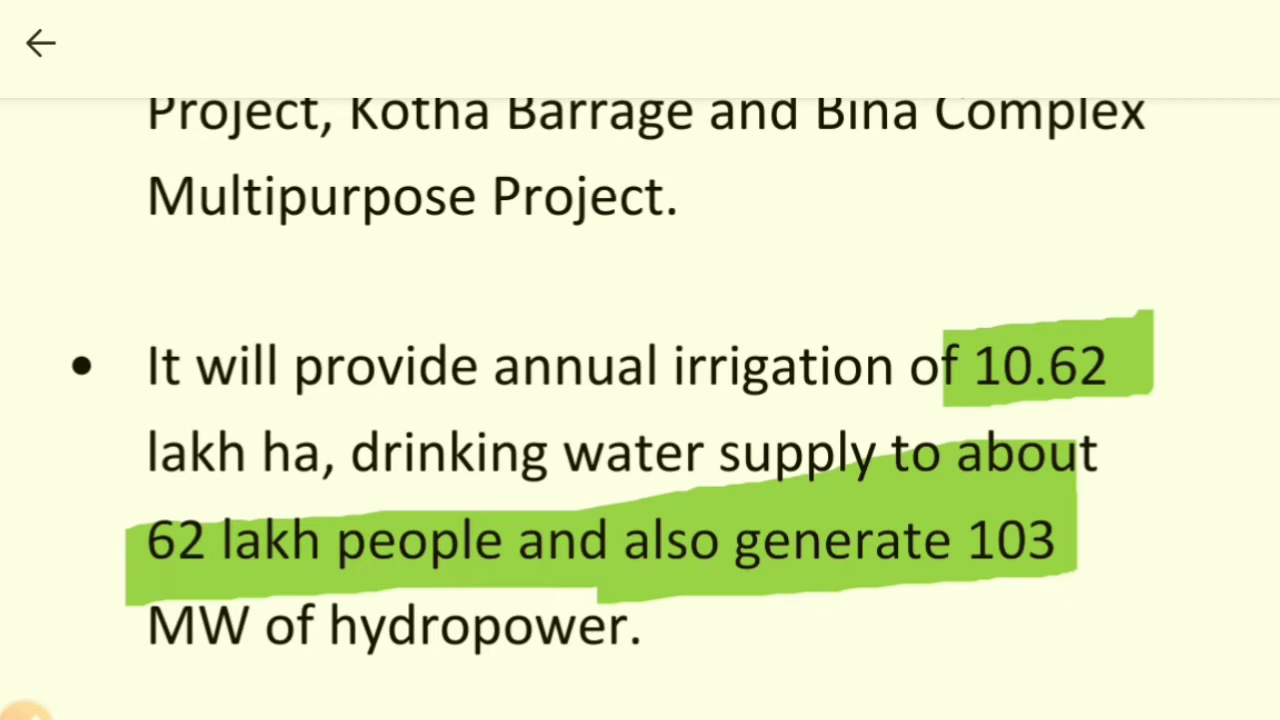 Project, Kotha Barrage and Bina Complex
Multipurpose Project.
• It will provide annual irrigation of 10.62
lakh ha, drinking water supply to about
62 lakh people and also generate 103
MW of hydropower.